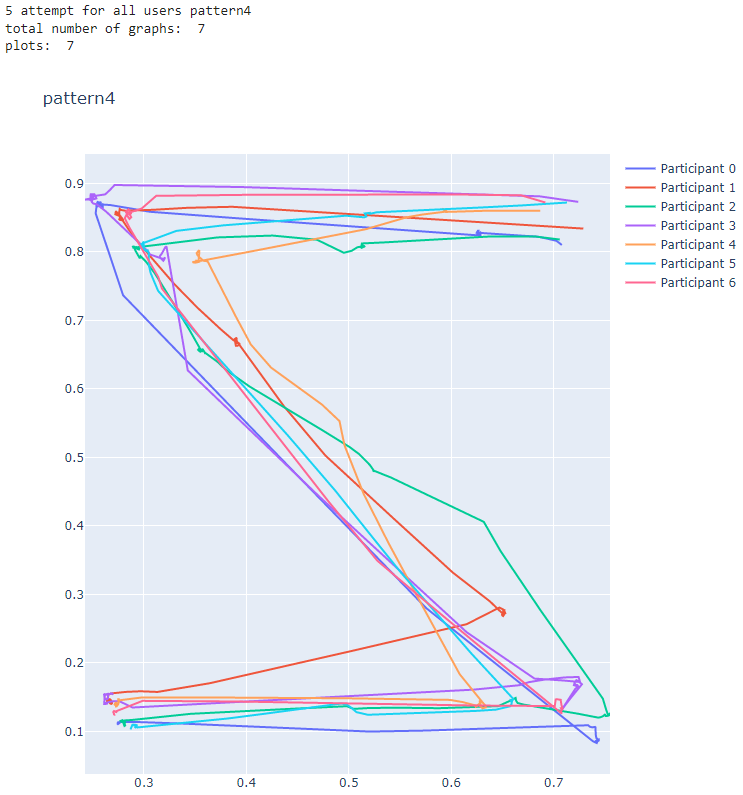 5 attempt for all users pattern4
total number of graphs:  7
plots:  7
pattern4
0.9
0.8
0.7
0.6
0.5
0.4
0.3
0.2
0.1
0.3 0.4 0.5 0.6 0.7
Participant 0
Participant 1
Participant 2
Participant 3
Participant 4
Participant 5
Participant 6